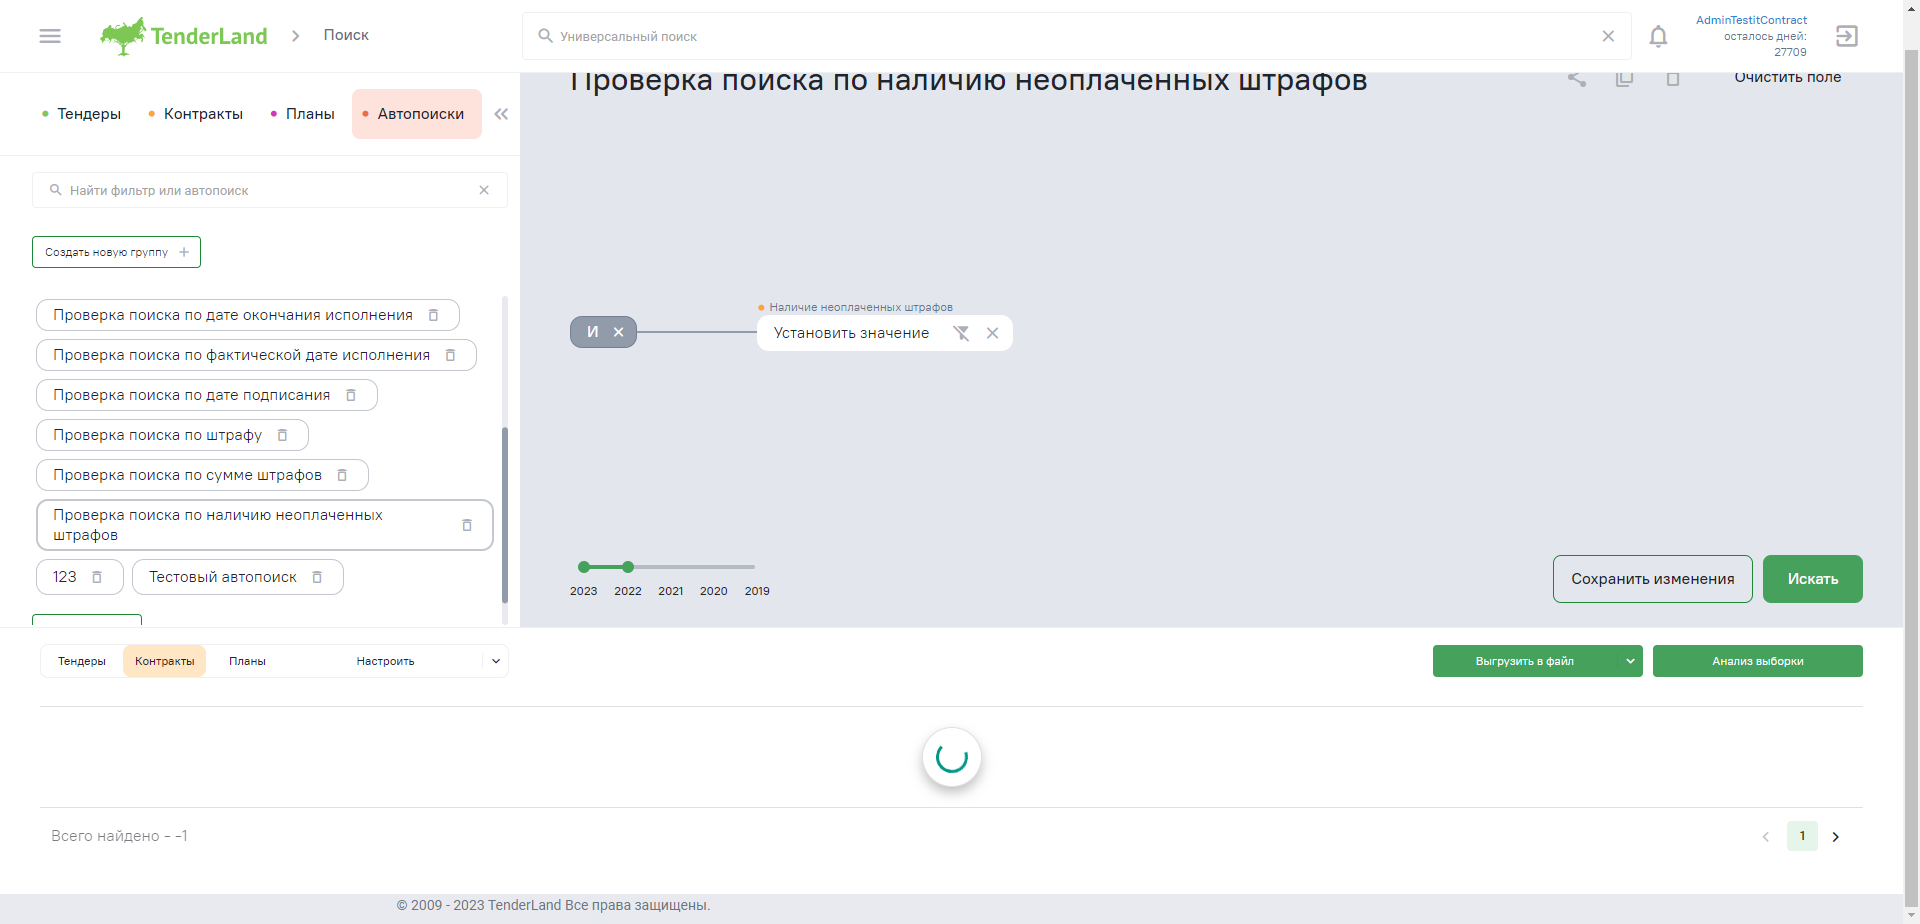 TenderLand
Поиск
Универсальный поиск
AdminTestitContract
осталось дней:
27709
Тендеры
Контракты
Планы
Автопоиски
Проверка поиска по наличию неоплаченных штрафов
Очистить поле
Найти фильтр или автопоиск
Создать новую группу
Проверка поиска по дате окончания исполнения
Проверка поиска по фактической дате исполнения
Проверка поиска по дате подписания
Проверка поиска по штрафу
Проверка поиска по сумме штрафов
Проверка поиска по наличию неоплаченных
штрафов
123
Тестовый автопоиск
Наличие неоплаченных штрафов
И
Установить значение
2023 2022 2021 2020 2019
Сохранить изменения
Искать
Тендеры
Контракты
Планы
Настроить
Выгрузить в файл
Анализ выборки
Всего найдено - -1
1
© 2009 - 2023 TenderLand Все права защищены.